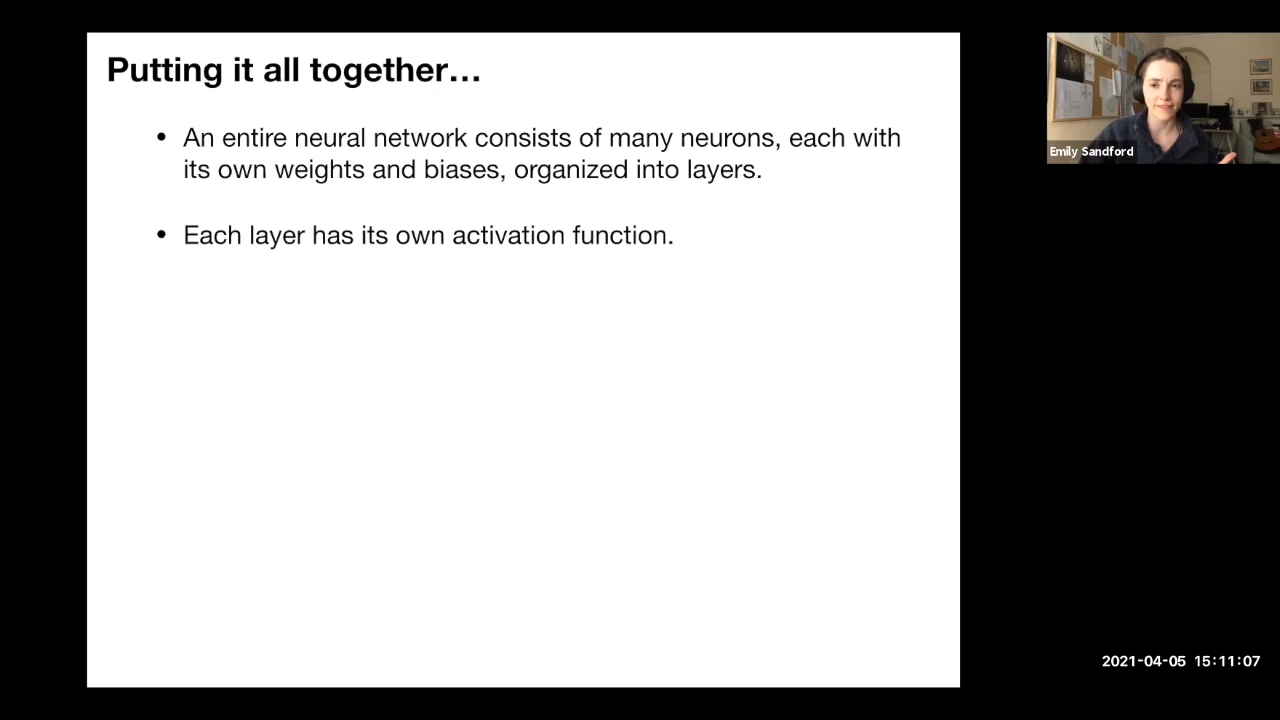 Putting it all together…
• An entire neural network consists of many neurons, each with
its own weights and biases, organized into layers.
• Each layer has its own activation function.
Emily Sandford
2021-04-05 15:11:07